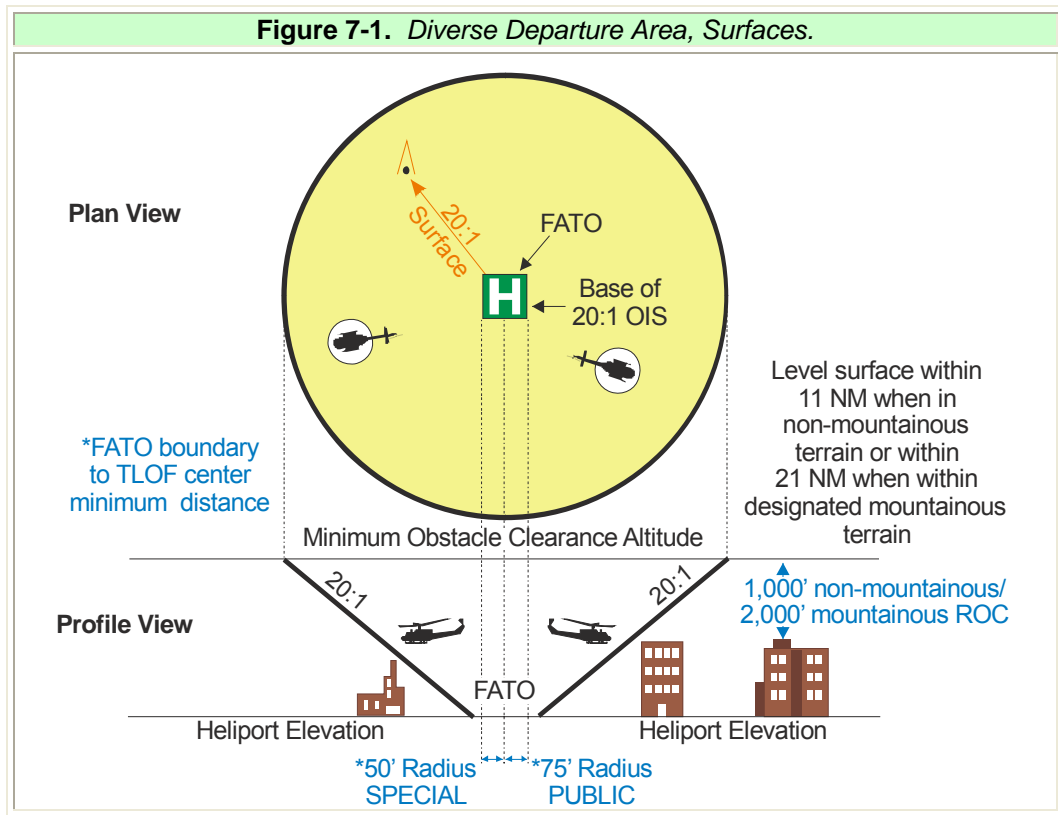 Figure 7-1. Diverse Departure Area, Surfaces.
Plan View
20:1
Surface
FATO
H
Base of
20:1 OIS
*FATO boundary
to TLOF center
minimum distance
Level surface within
11 NM when in
non-mountainous
terrain or within
21 NM when within
designated mountainous
terrain
Minimum Obstacle Clearance Altitude
Profile View
20:1
20:1
1,000’ non-mountainous/
2,000’ mountainous ROC
FATO
Heliport Elevation
Heliport Elevation
*50’ Radius
SPECIAL
*75’ Radius
PUBLIC